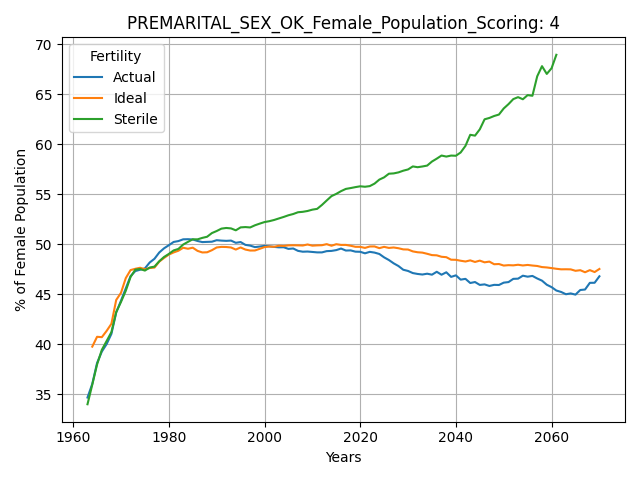 PREMARITAL_SEX_OK_Female_Population_Scoring: 4
Fertility
Actual
Ideal
Sterile
% of Female Population
70
65
60
55
50
45
40
35
1960
1980
2000
2020
2040
2060
Years